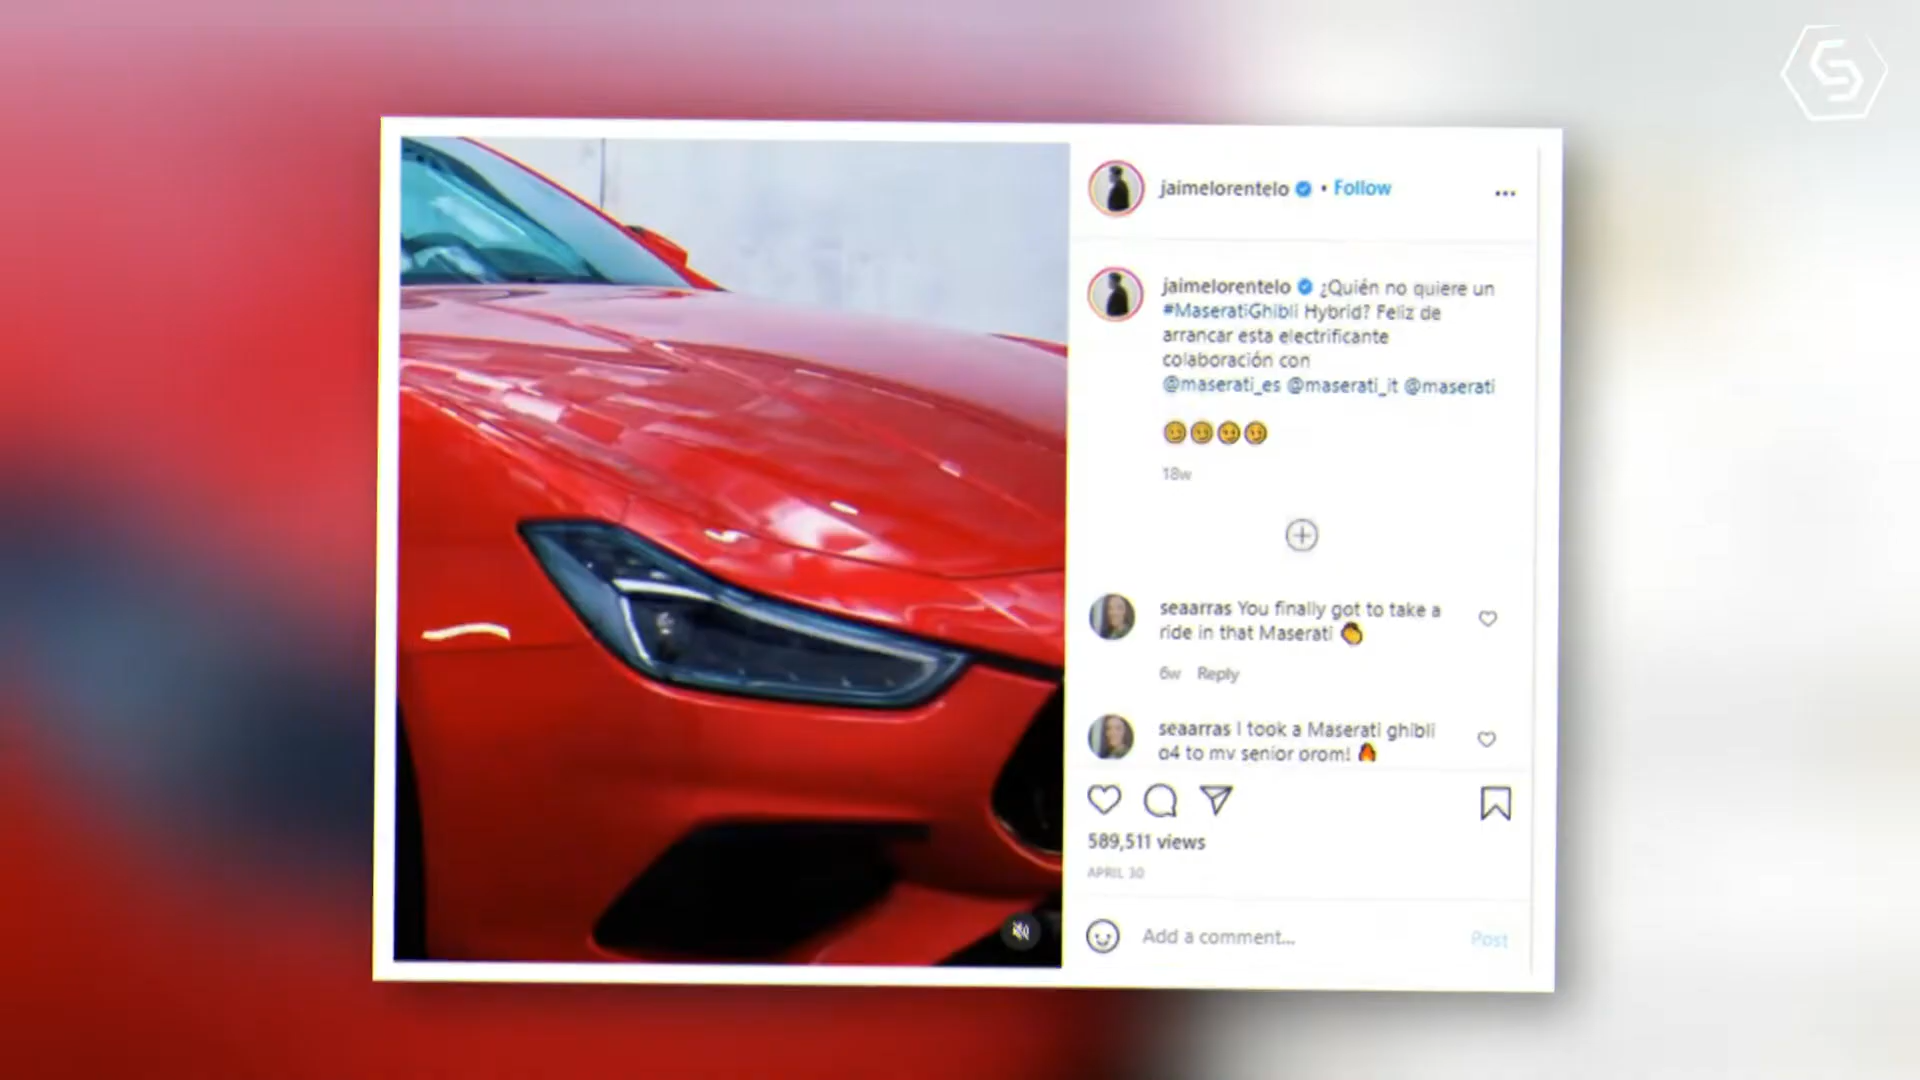 jaimelorentelo • Follow
jaimelorentelo ¿Quién no quiere un
#MaseratiGhibli Hybrid? Feliz de
arrancar esta electrificante
colaboración con
@maserati_es @maserati_it @maserati
18w
seaarras You finally got to take a
ride in that Maserati
6w Reply
seaarras I took a Maserati ghibli
q4 to my senior prom!
589,511 views
APRIL 30
Add a comment...
Post